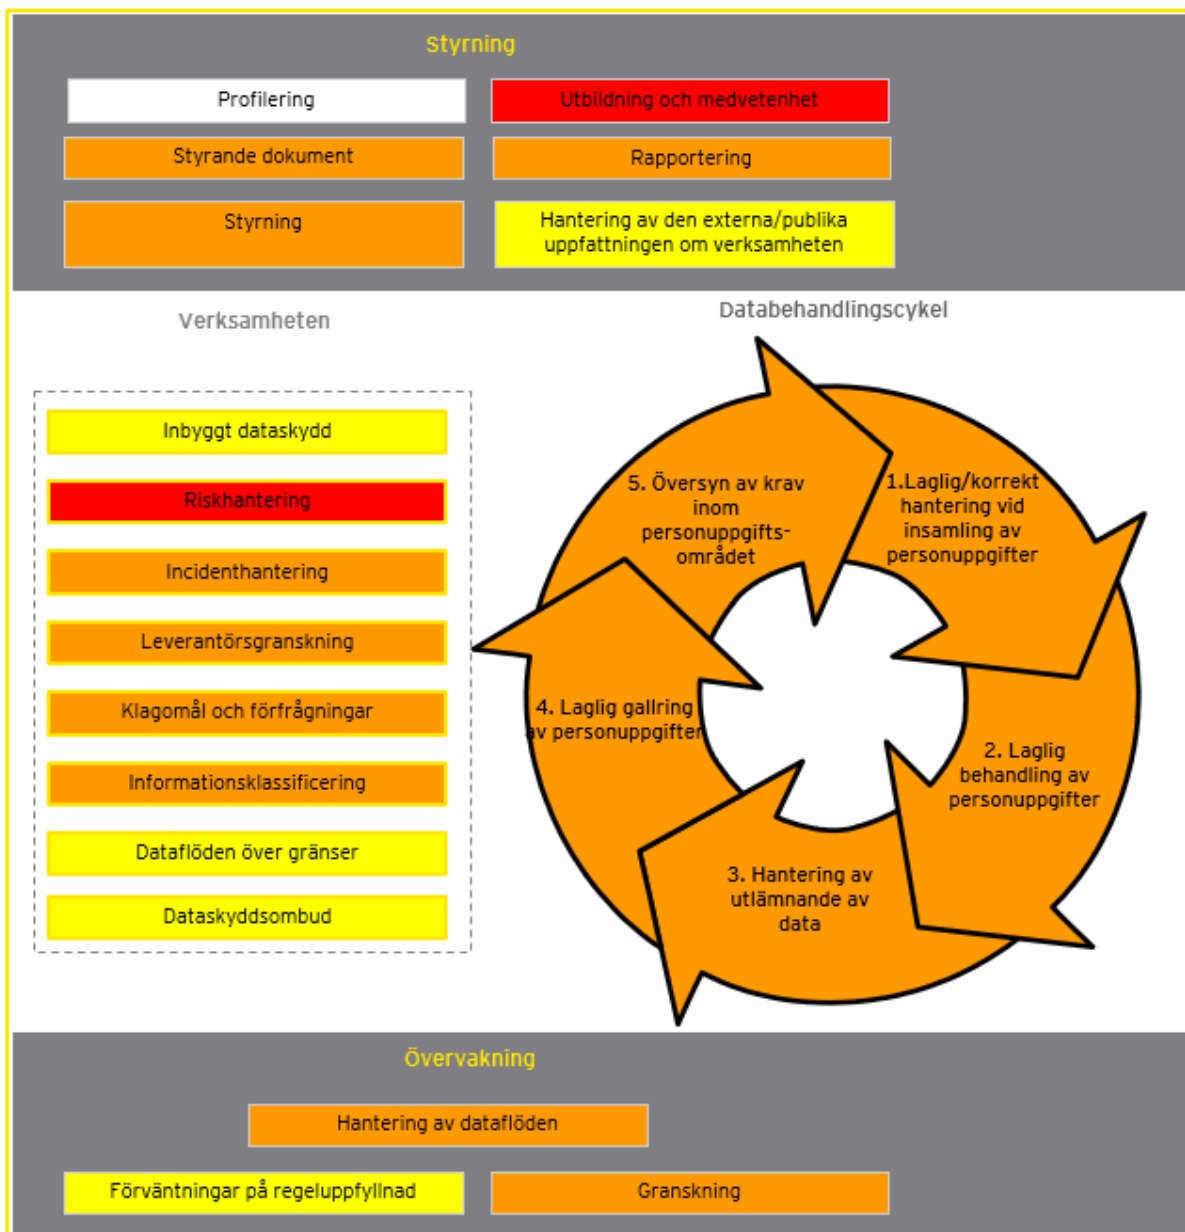 Styrning
Profilering
Utbildning och medvetenhet
Styrande dokument
Rapportering
Styrning
Hantering av den externa/publika
uppfattningen om verksamheten
Verksamheten
Inbyggt dataskydd
Riskhantering
Incidenthantering
Leverantörsgranskning
Klagomål och förfrågningar
Informationsklassificering
Dataflöden över gränser
Dataskyddsombud
Databehandlingscykel
1.Laglig/korrekt
hantering vid
insamling av
personuppgifter
2. Laglig
behandling av
personuppgifter
3. Hantering av
utlämnande av
data
4. Laglig gallring
av personuppgifter
5. Översyn av krav
inom
personuppgifts-
området
Övervakning
Hantering av dataflöden
Förväntningar på regeluppfyllnad
Granskning